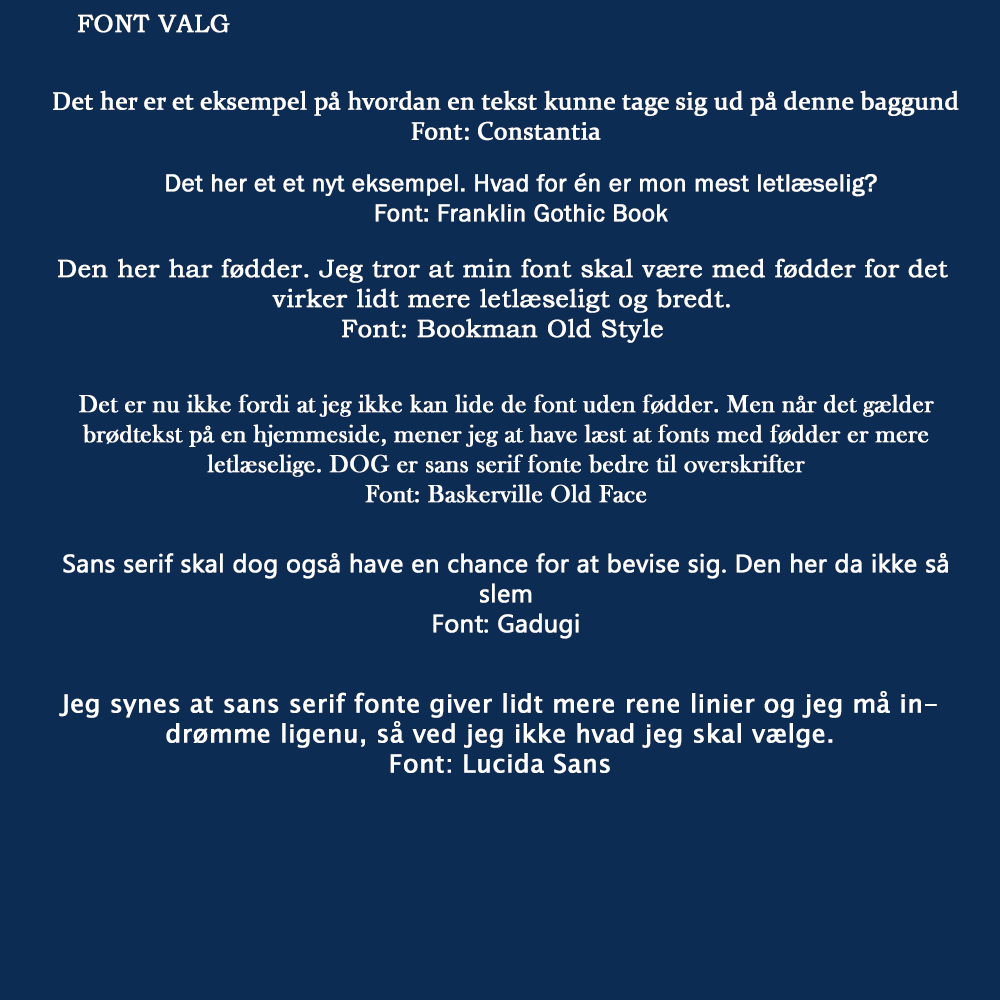 FONT VALG
Det her er et eksempel på hvordan en tekst kunne tage sig ud på denne baggund
Font: Constantia
Det her et et nyt eksempel. Hvad for én er mon mest letlæselig?
Font: Franklin Gothic Book
Den her har fødder. Jeg tror at min font skal være med fødder for det
virker lidt mere letlæseligt og bredt.
Font: Bookman Old Style
Det er nu ikke fordi at jeg ikke kan lide de font uden fødder. Men når det gælder
brødtekst på en hjemmeside, mener jeg at have læst at fonts med fødder er mere
letlæselige. DOG er sans serif fonte bedre til overskrifter
Font: Baskerville Old Face
Sans serif skal dog også have en chance for at bevise sig. Den her da ikke så
slem
Font: Gadugi
Jeg synes at sans serif fonte giver lidt mere rene linier og jeg må in-
drømme ligenu, så ved jeg ikke hvad jeg skal vælge.
Font: Lucida Sans